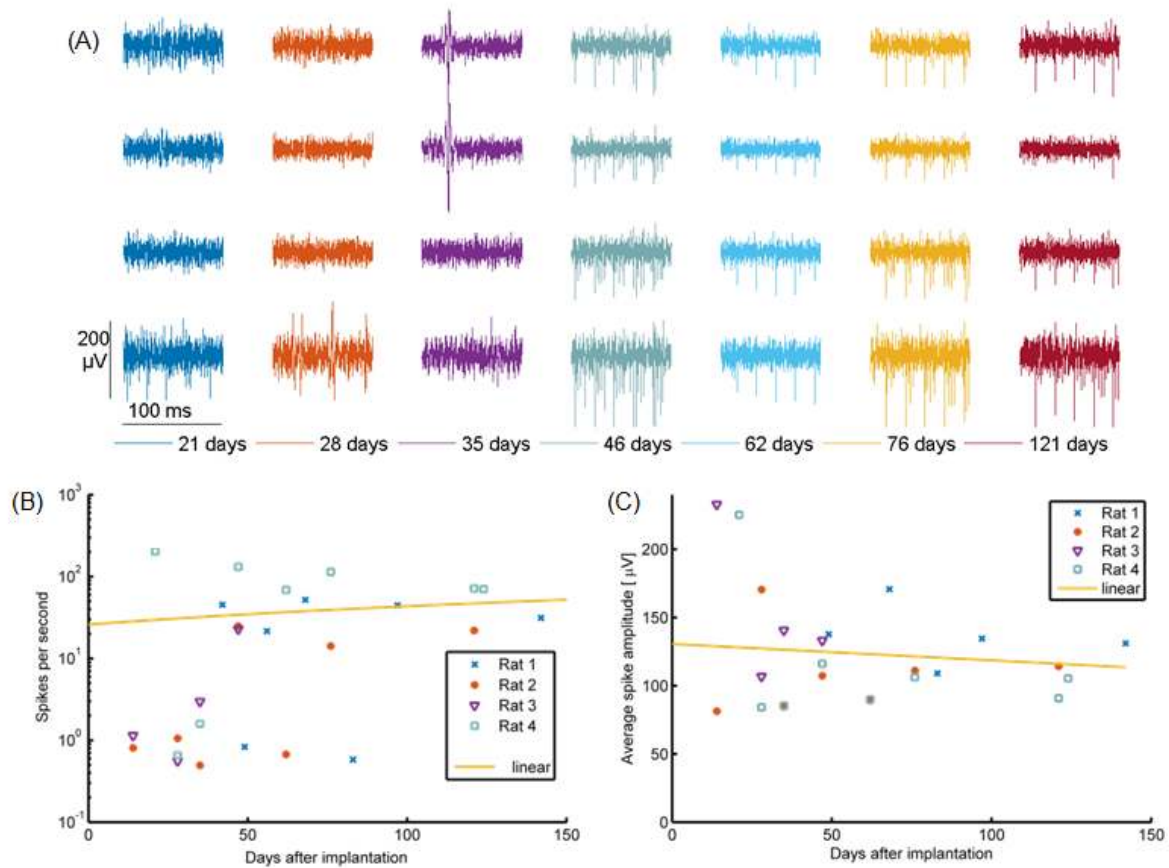 (A)
200
µV
100 ms
21 days
28 days
35 days
46 days
62 days
76 days
121 days
(B)
Spikes per second
10³
10²
10¹
10⁰
10⁻¹
0
50
100
150
Days after implantation
Rat 1
Rat 2
Rat 3
Rat 4
linear
(C)
Average spike amplitude [ µV]
200
150
100
50
0
0
50
100
150
Days after implantation
Rat 1
Rat 2
Rat 3
Rat 4
linear